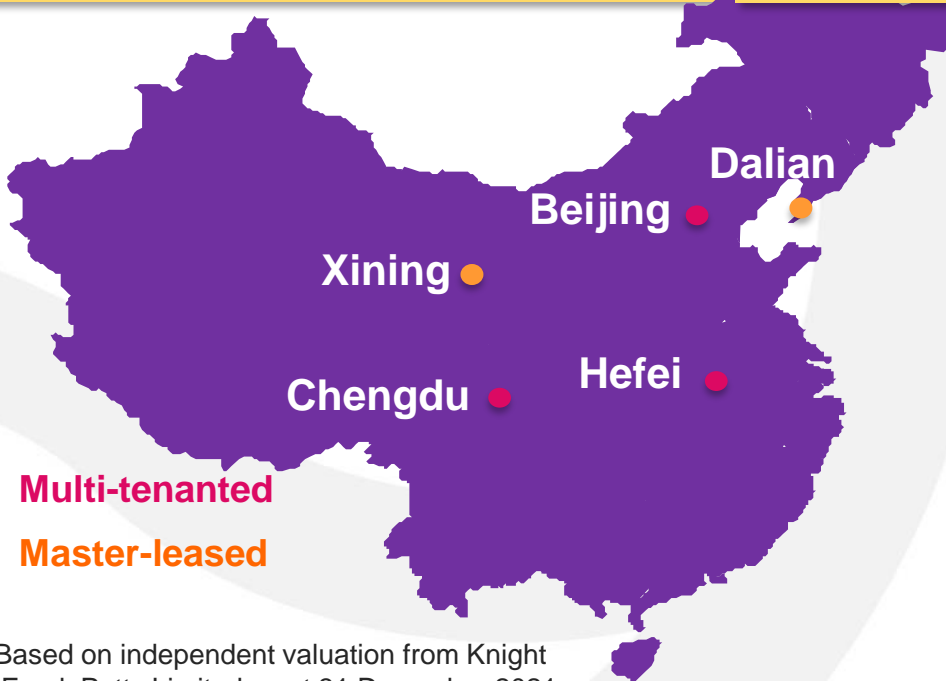 Dalian
Beijing
Xining
Hefei
Chengdu
Multi-tenanted
Master-leased
Based on independent valuation from Knight